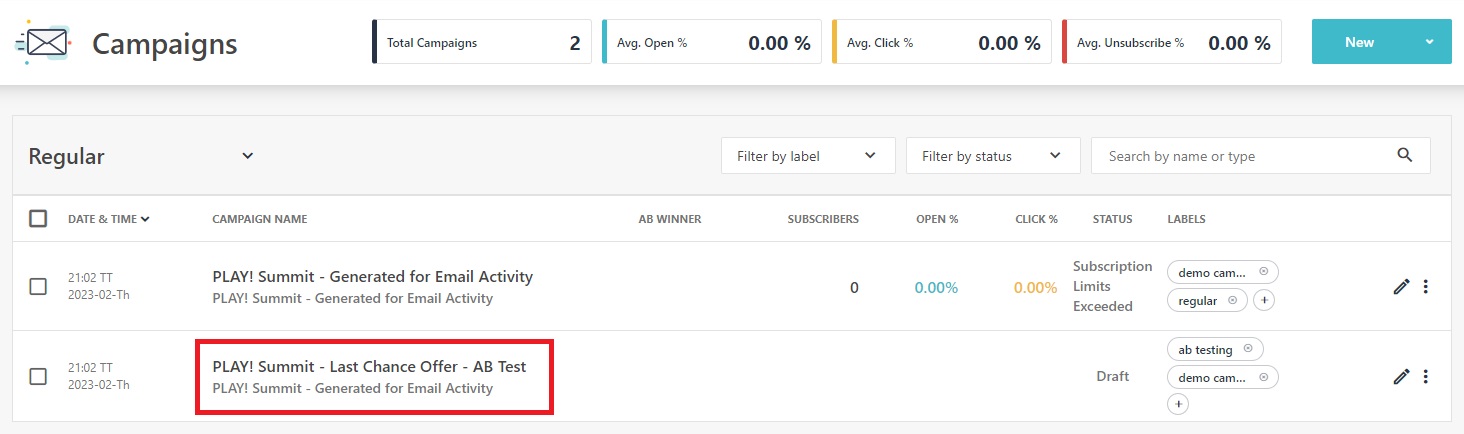 Campaigns
Total Campaigns 2
Avg. Open % 0.00 %
Avg. Click % 0.00 %
Avg. Unsubscribe % 0.00 %
New
Regular
Filter by label
Filter by status
Search by name or type
DATE & TIME CAMPAIGN NAME AB WINNER SUBSCRIBERS OPEN % CLICK % STATUS LABELS
21:02 TT
2023-02-Th
PLAY! Summit - Generated for Email Activity
PLAY! Summit - Generated for Email Activity
0
0.00%
0.00%
Subscription
Limits
Exceeded
demo cam...
regular
+
21:02 TT
2023-02-Th
PLAY! Summit - Last Chance Offer - AB Test
PLAY! Summit - Generated for Email Activity
Draft
ab testing
demo cam...
+